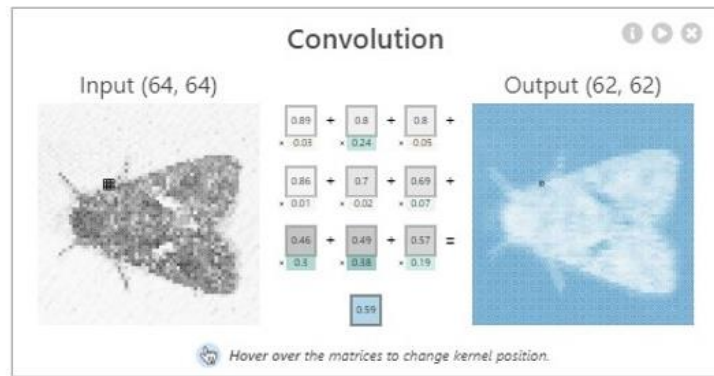 Convolution
Input (64, 64)
Output (62, 62)
0.89 + 0.8 + 0.8 +
× 0.03 × 0.24 × 0.05
0.86 + 0.7 + 0.69 +
× 0.01 × 0.02 × 0.07
0.46 + 0.49 + 0.57 =
× 0.3 × 0.38 × 0.19
0.59
Hover over the matrices to change kernel position.